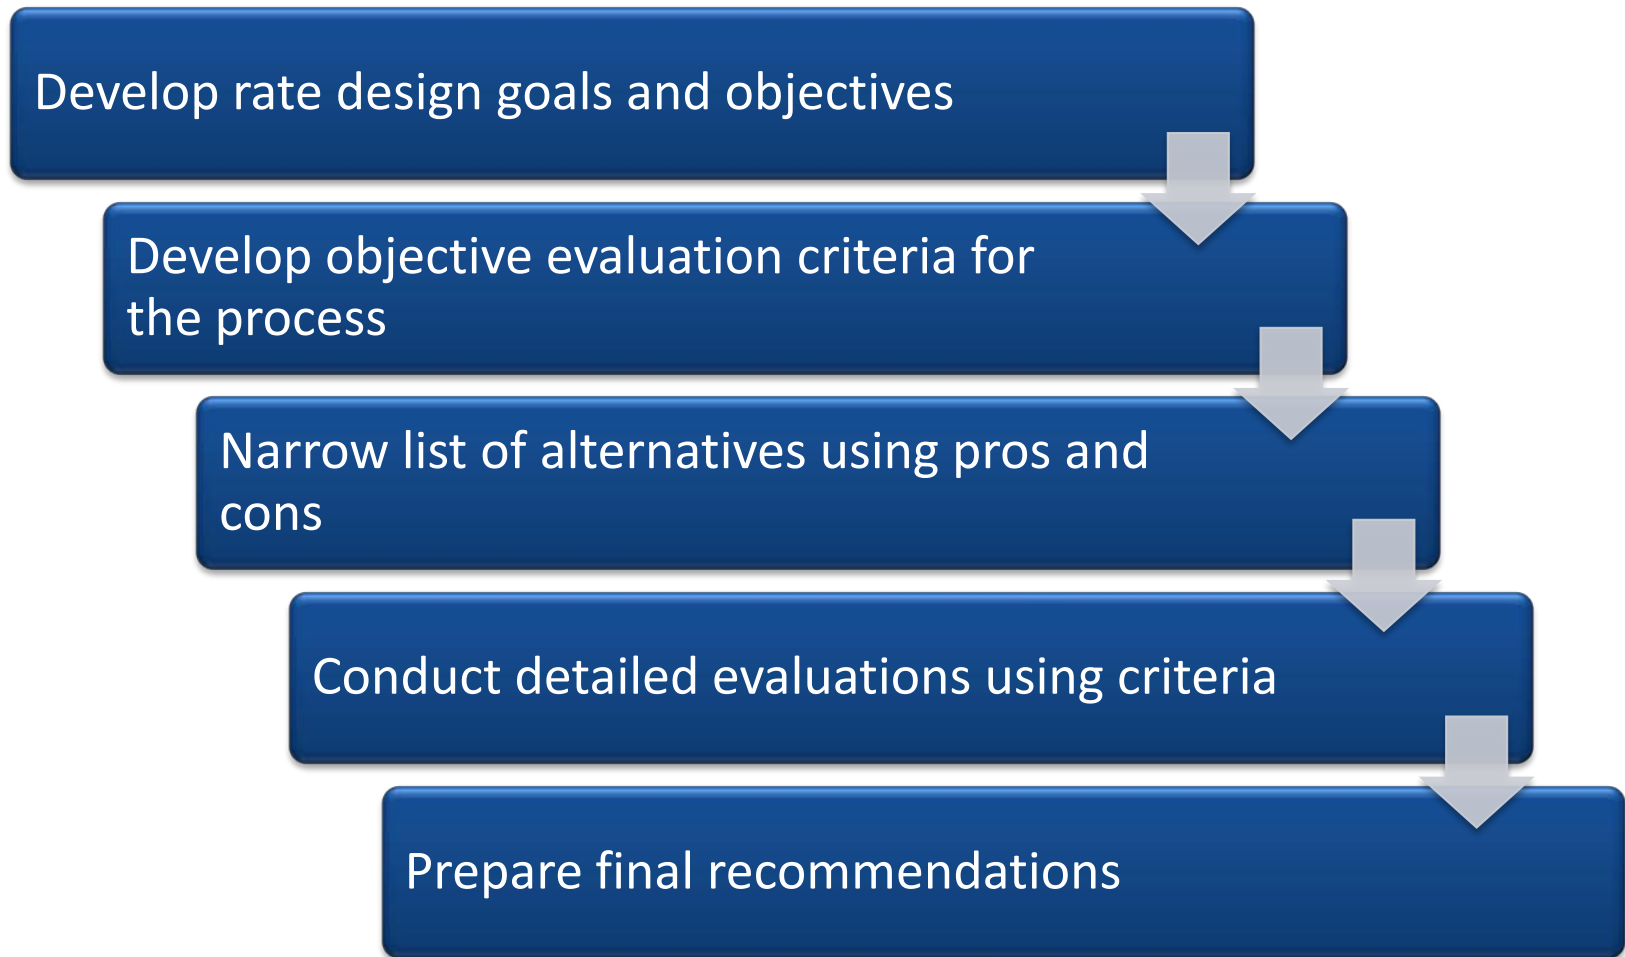 Develop rate design goals and objectives
Develop objective evaluation criteria for
the process
Narrow list of alternatives using pros and
cons
Conduct detailed evaluations using criteria
Prepare final recommendations